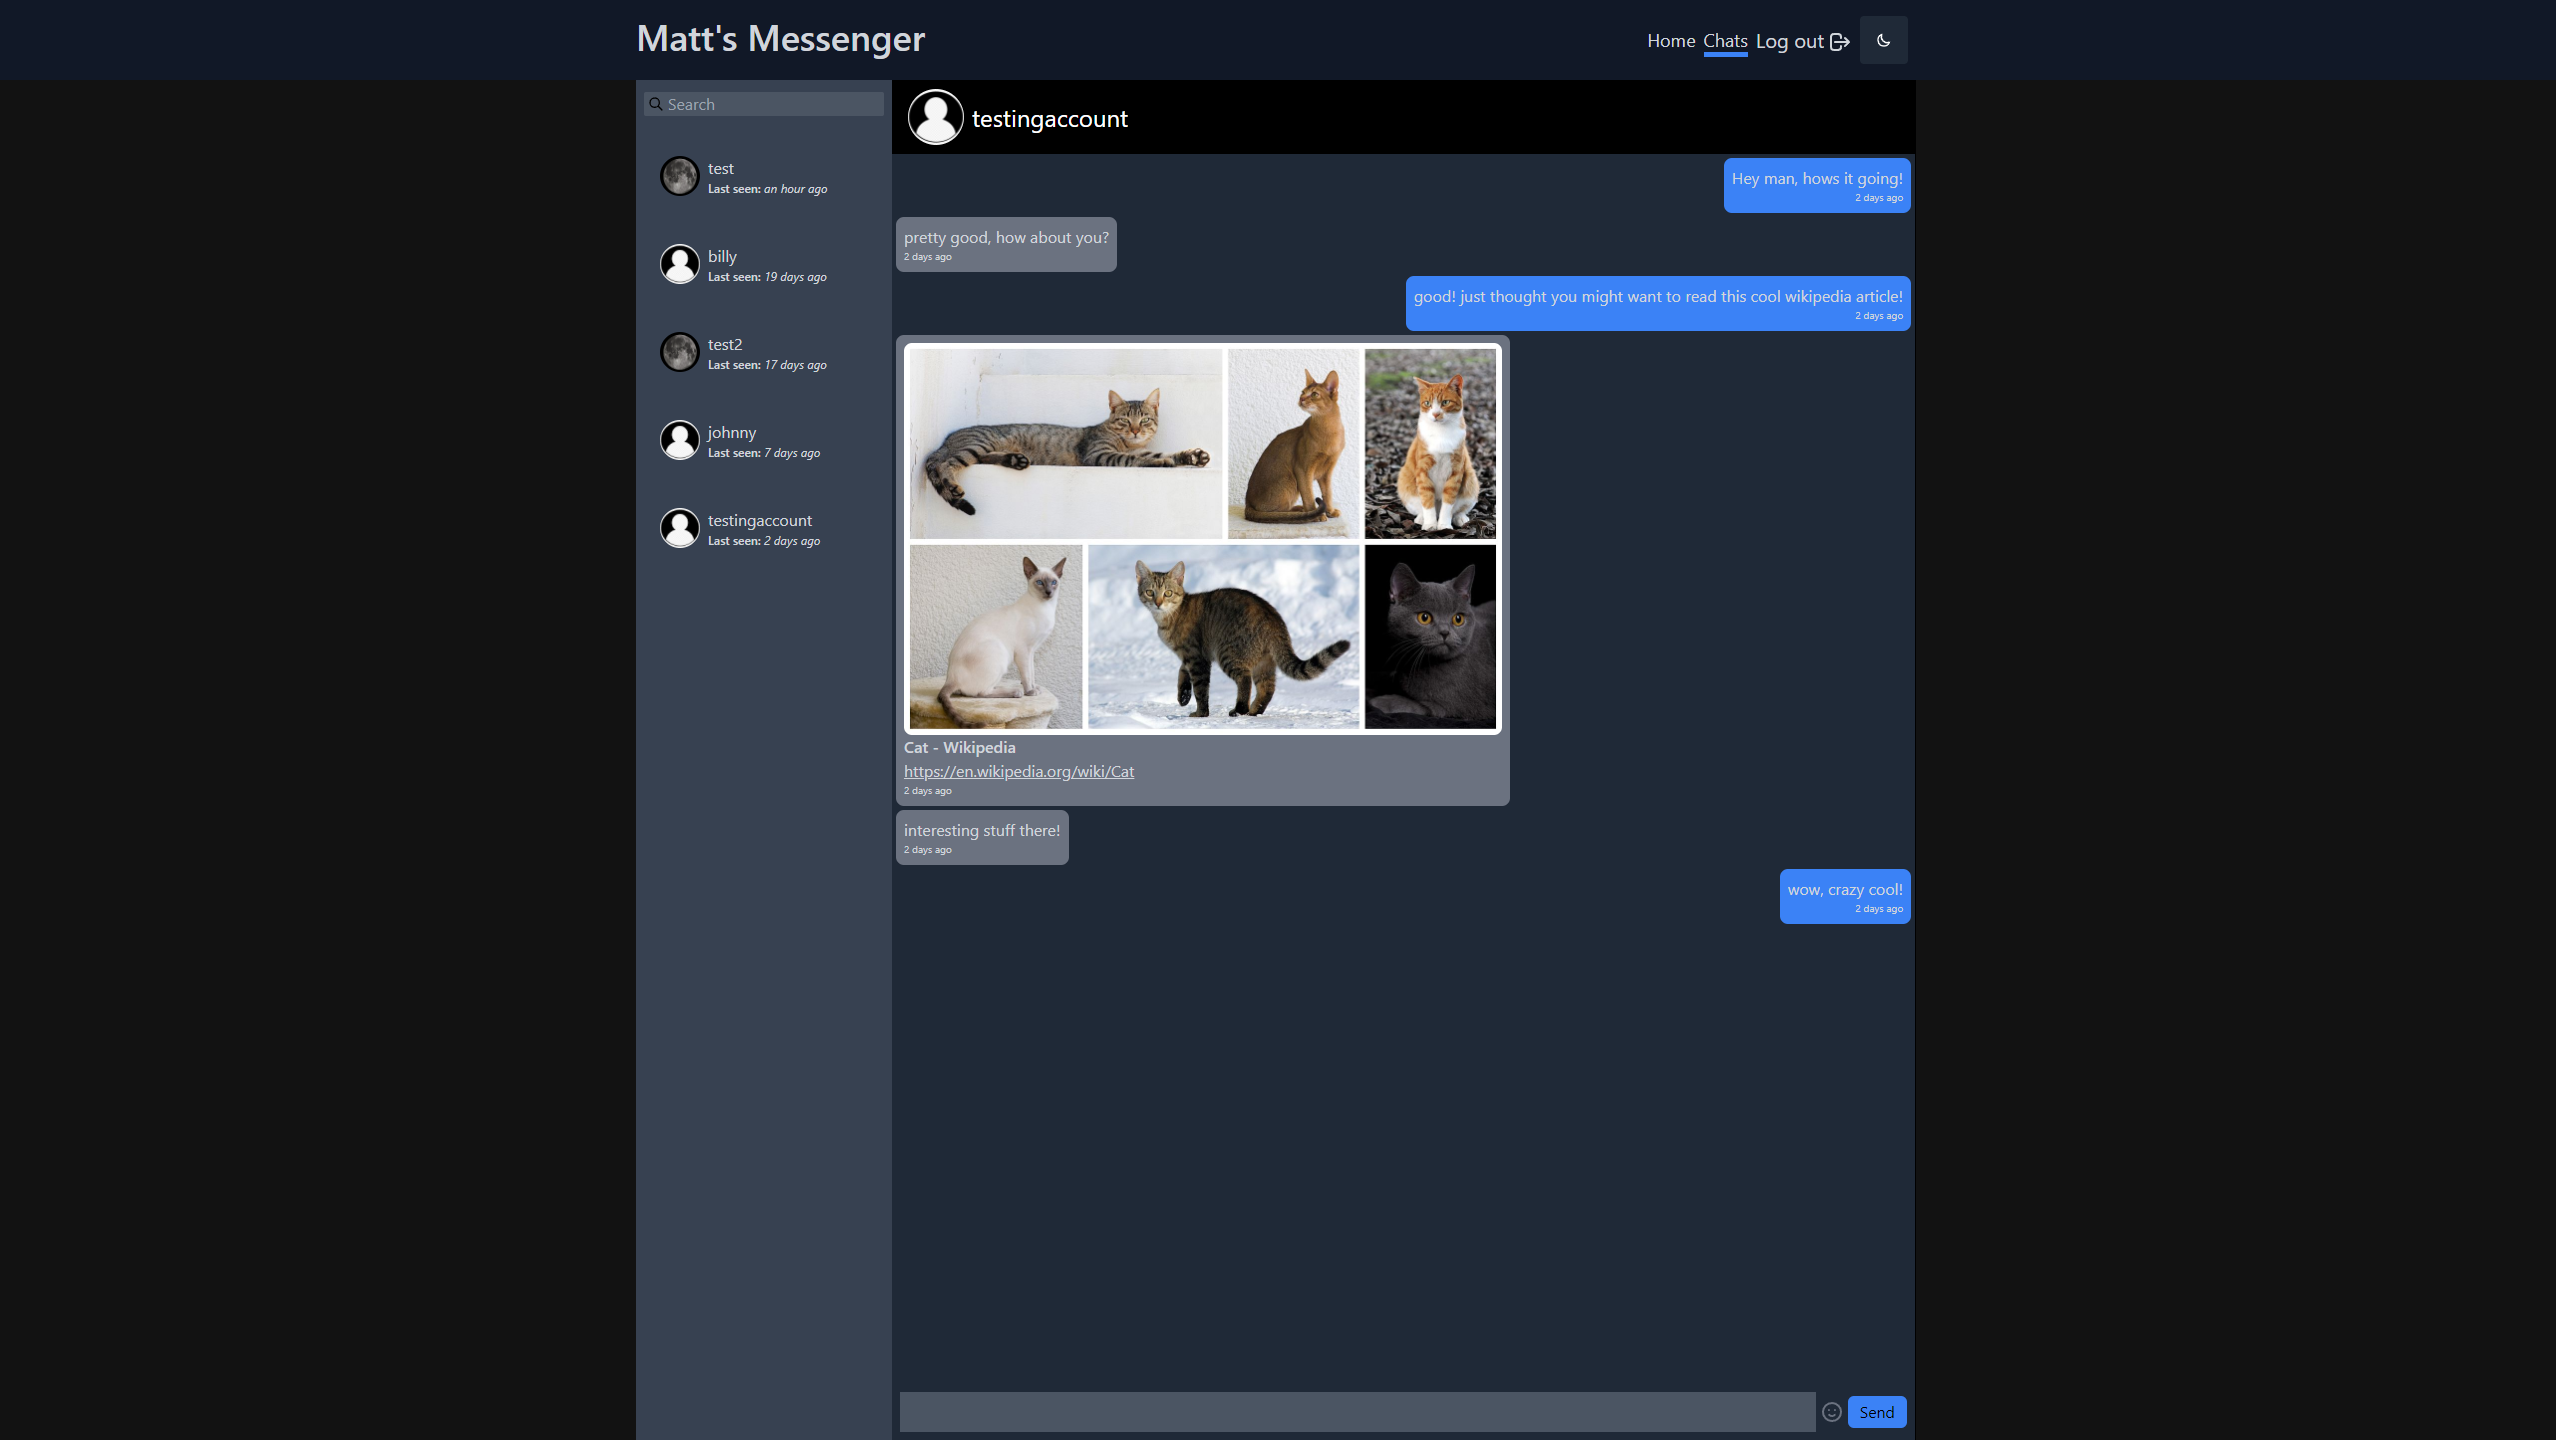 Matt's Messenger
Home Chats Log out
Search
test
Last seen: an hour ago
billy
Last seen: 19 days ago
test2
Last seen: 17 days ago
johnny
Last seen: 7 days ago
testingaccount
Last seen: 2 days ago
testingaccount
Hey man, hows it going!
2 days ago
pretty good, how about you?
2 days ago
good! just thought you might want to read this cool wikipedia article!
2 days ago
Cat - Wikipedia
https://en.wikipedia.org/wiki/Cat
2 days ago
interesting stuff there!
2 days ago
wow, crazy cool!
2 days ago
Send